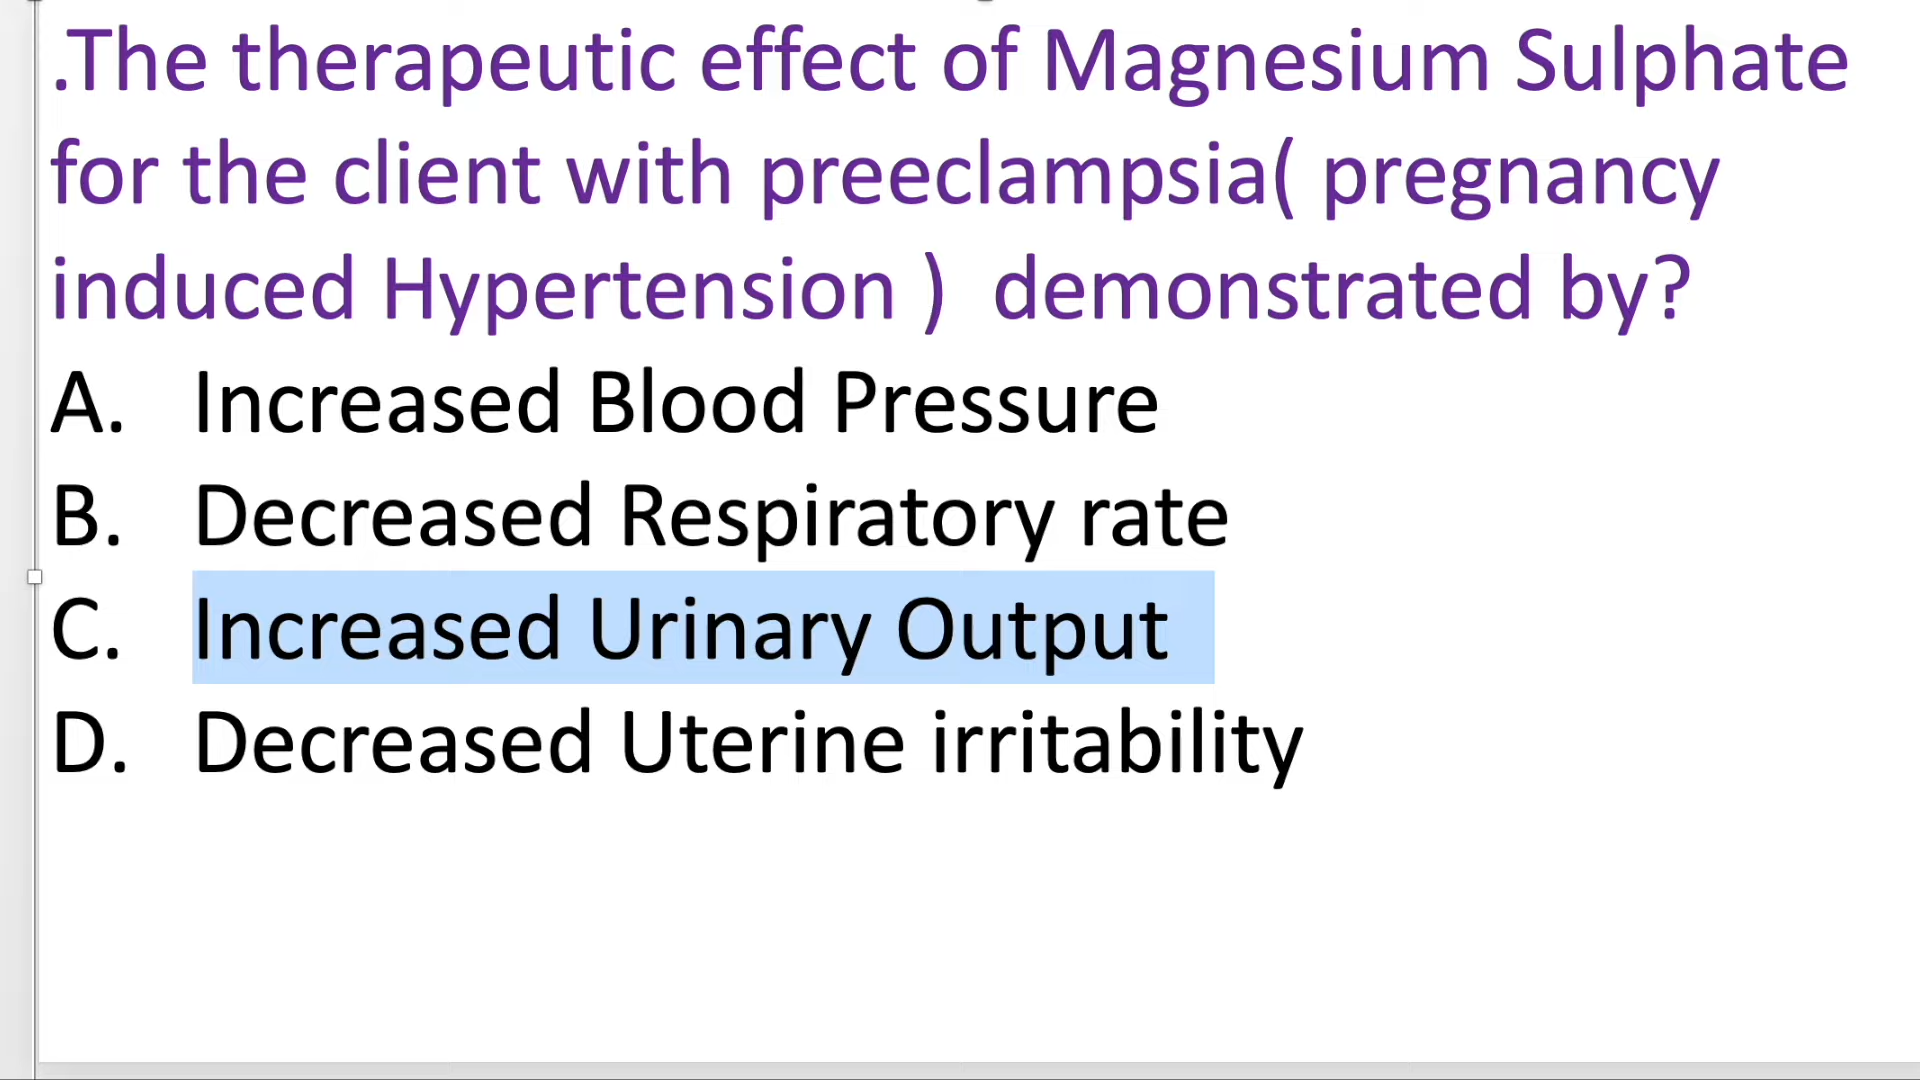 .The therapeutic effect of Magnesium Sulphate
for the client with preeclampsia( pregnancy
induced Hypertension )  demonstrated by?
A. Increased Blood Pressure
B. Decreased Respiratory rate
C. Increased Urinary Output
D. Decreased Uterine irritability